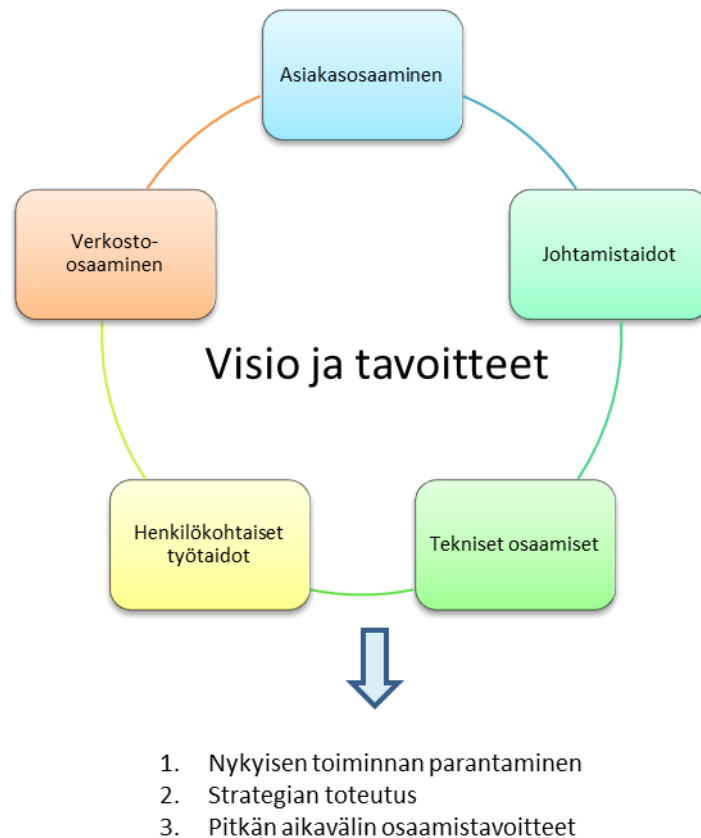 Asiakasosaaminen
Johtamistaidot
Verkosto-
osaaminen
Visio ja tavoitteet
Henkilökohtaiset
työtaidot
Tekniset osaamiset
1. Nykyisen toiminnan parantaminen
2. Strategian toteutus
3. Pitkän aikavälin osaamistavoitteet